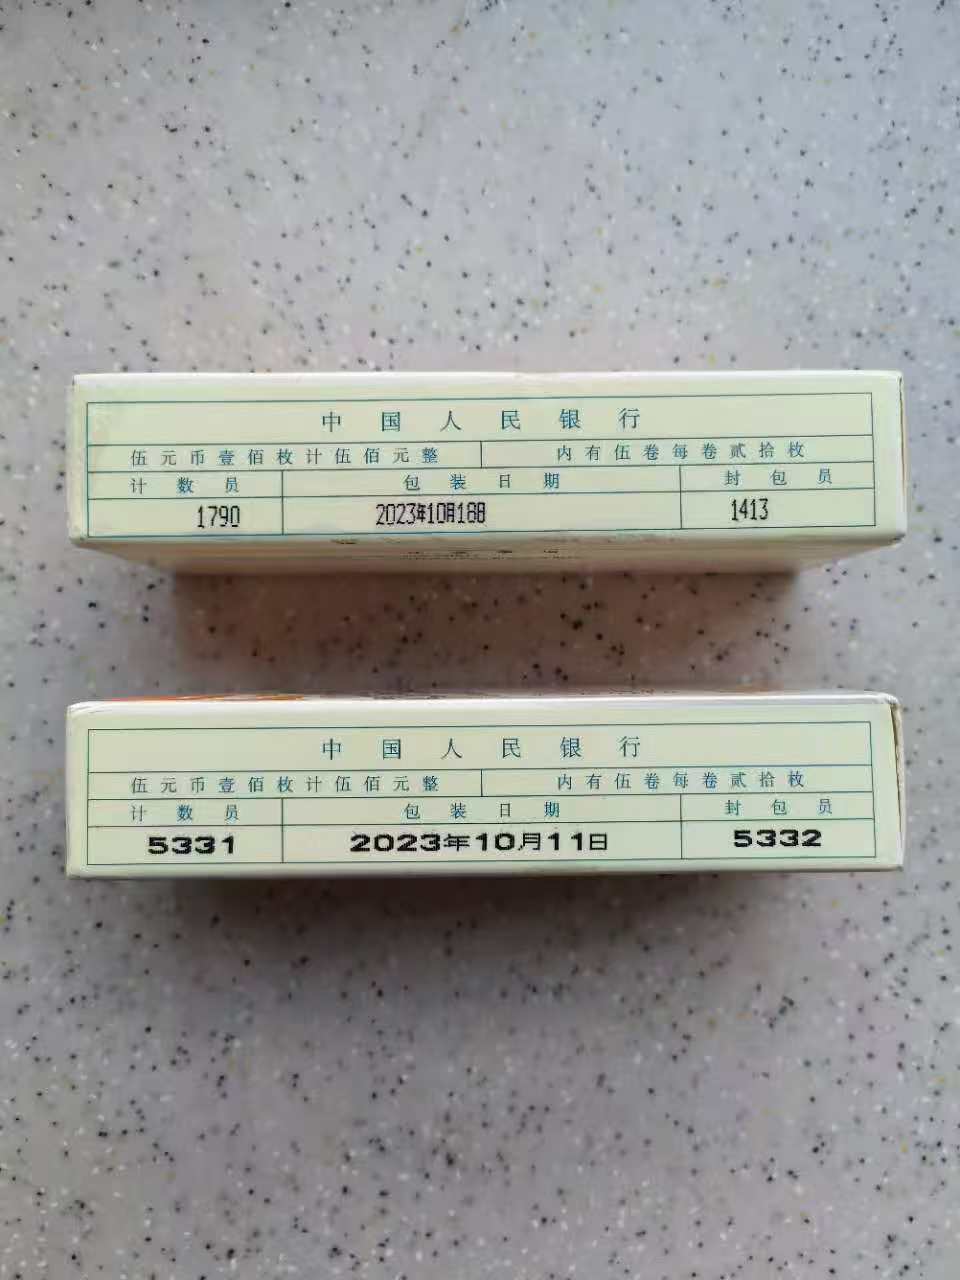 中国人民银行
伍元币壹佰枚计伍佰元整 内有伍卷每卷贰拾枚
计数员 包装日期 封包员
1790 2023年10月18日 1413
中国人民银行
伍元币壹佰枚计伍佰元整 内有伍卷每卷贰拾枚
计数员 包装日期 封包员
5331 2023年10月11日 5332